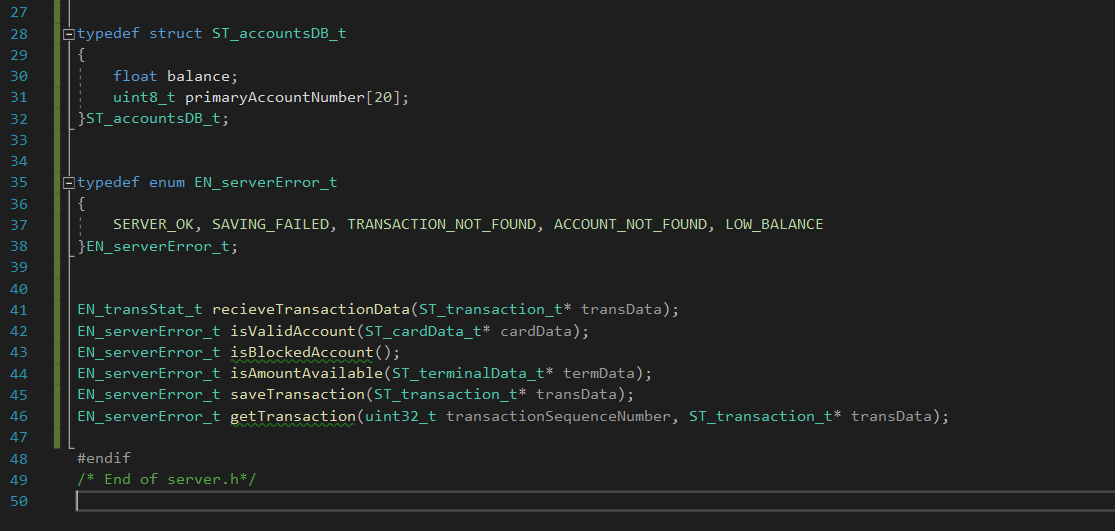 27
28 typedef struct ST_accountsDB_t
29 {
30 float balance;
31 uint8_t primaryAccountNumber[20];
32 }ST_accountsDB_t;
33
34
35 typedef enum EN_serverError_t
36 {
37 SERVER_OK, SAVING_FAILED, TRANSACTION_NOT_FOUND, ACCOUNT_NOT_FOUND, LOW_BALANCE
38 }EN_serverError_t;
39
40
41 EN_transStat_t recieveTransactionData(ST_transaction_t* transData);
42 EN_serverError_t isValidAccount(ST_cardData_t* cardData);
43 EN_serverError_t isBlockedAccount();
44 EN_serverError_t isAmountAvailable(ST_terminalData_t* termData);
45 EN_serverError_t saveTransaction(ST_transaction_t* transData);
46 EN_serverError_t getTransaction(uint32_t transactionSequenceNumber, ST_transaction_t* transData);
47
48 #endif
49 /* End of server.h*/
50